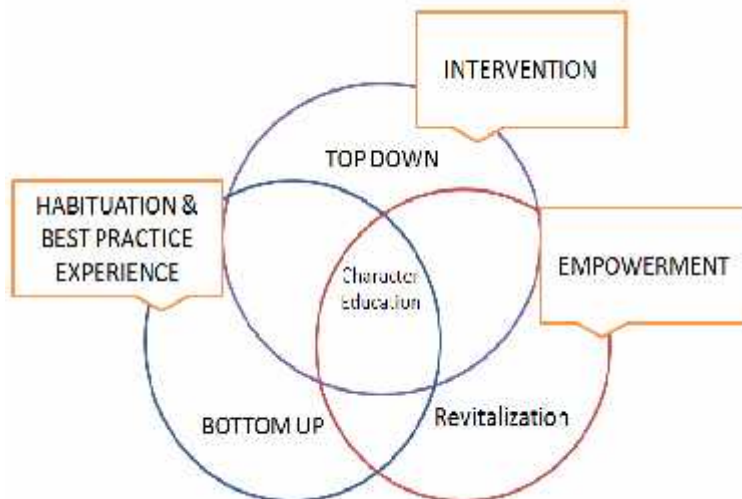 INTERVENTION
TOP DOWN
HABITUATION &
BEST PRACTICE
EXPERIENCE
EMPOWERMENT
Character
Education
BOTTOM UP
Revitalization